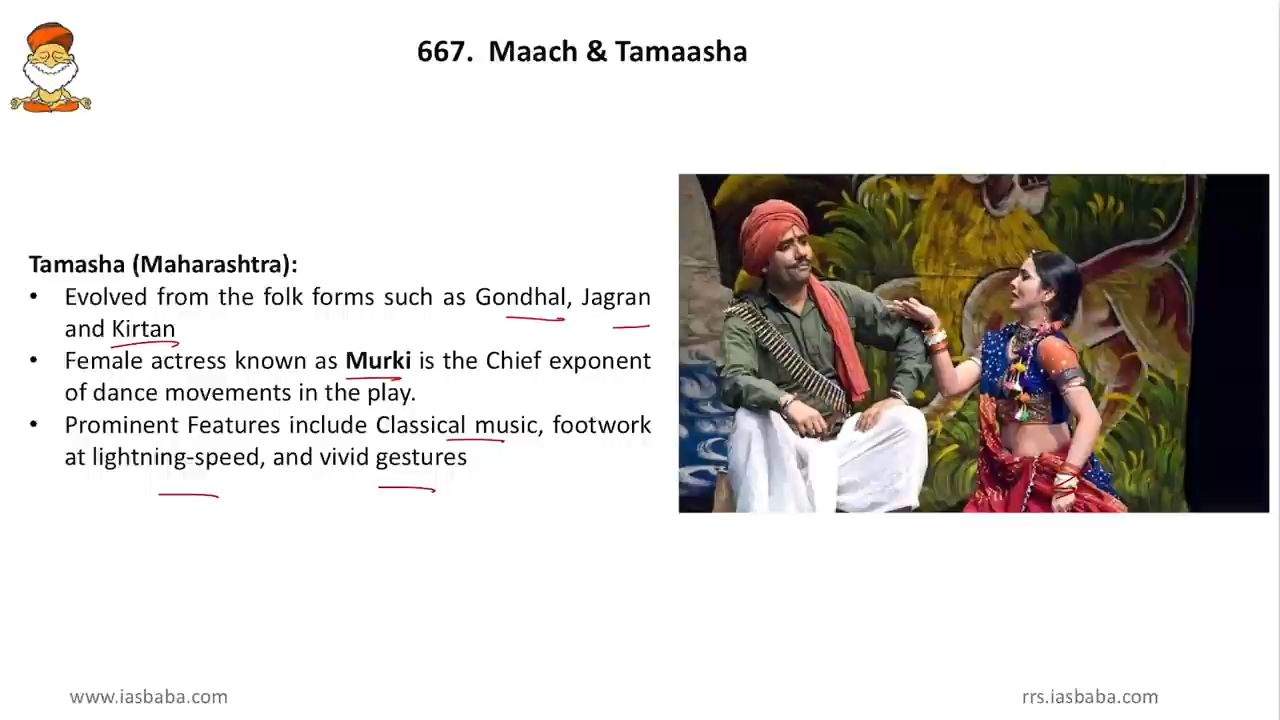 667. Maach & Tamaasha
Tamasha (Maharashtra):
• Evolved from the folk forms such as Gondhal, Jagran
and Kirtan
• Female actress known as Murki is the Chief exponent
of dance movements in the play.
• Prominent Features include Classical music, footwork
at lightning-speed, and vivid gestures
www.iasbaba.com
rrs.iasbaba.com